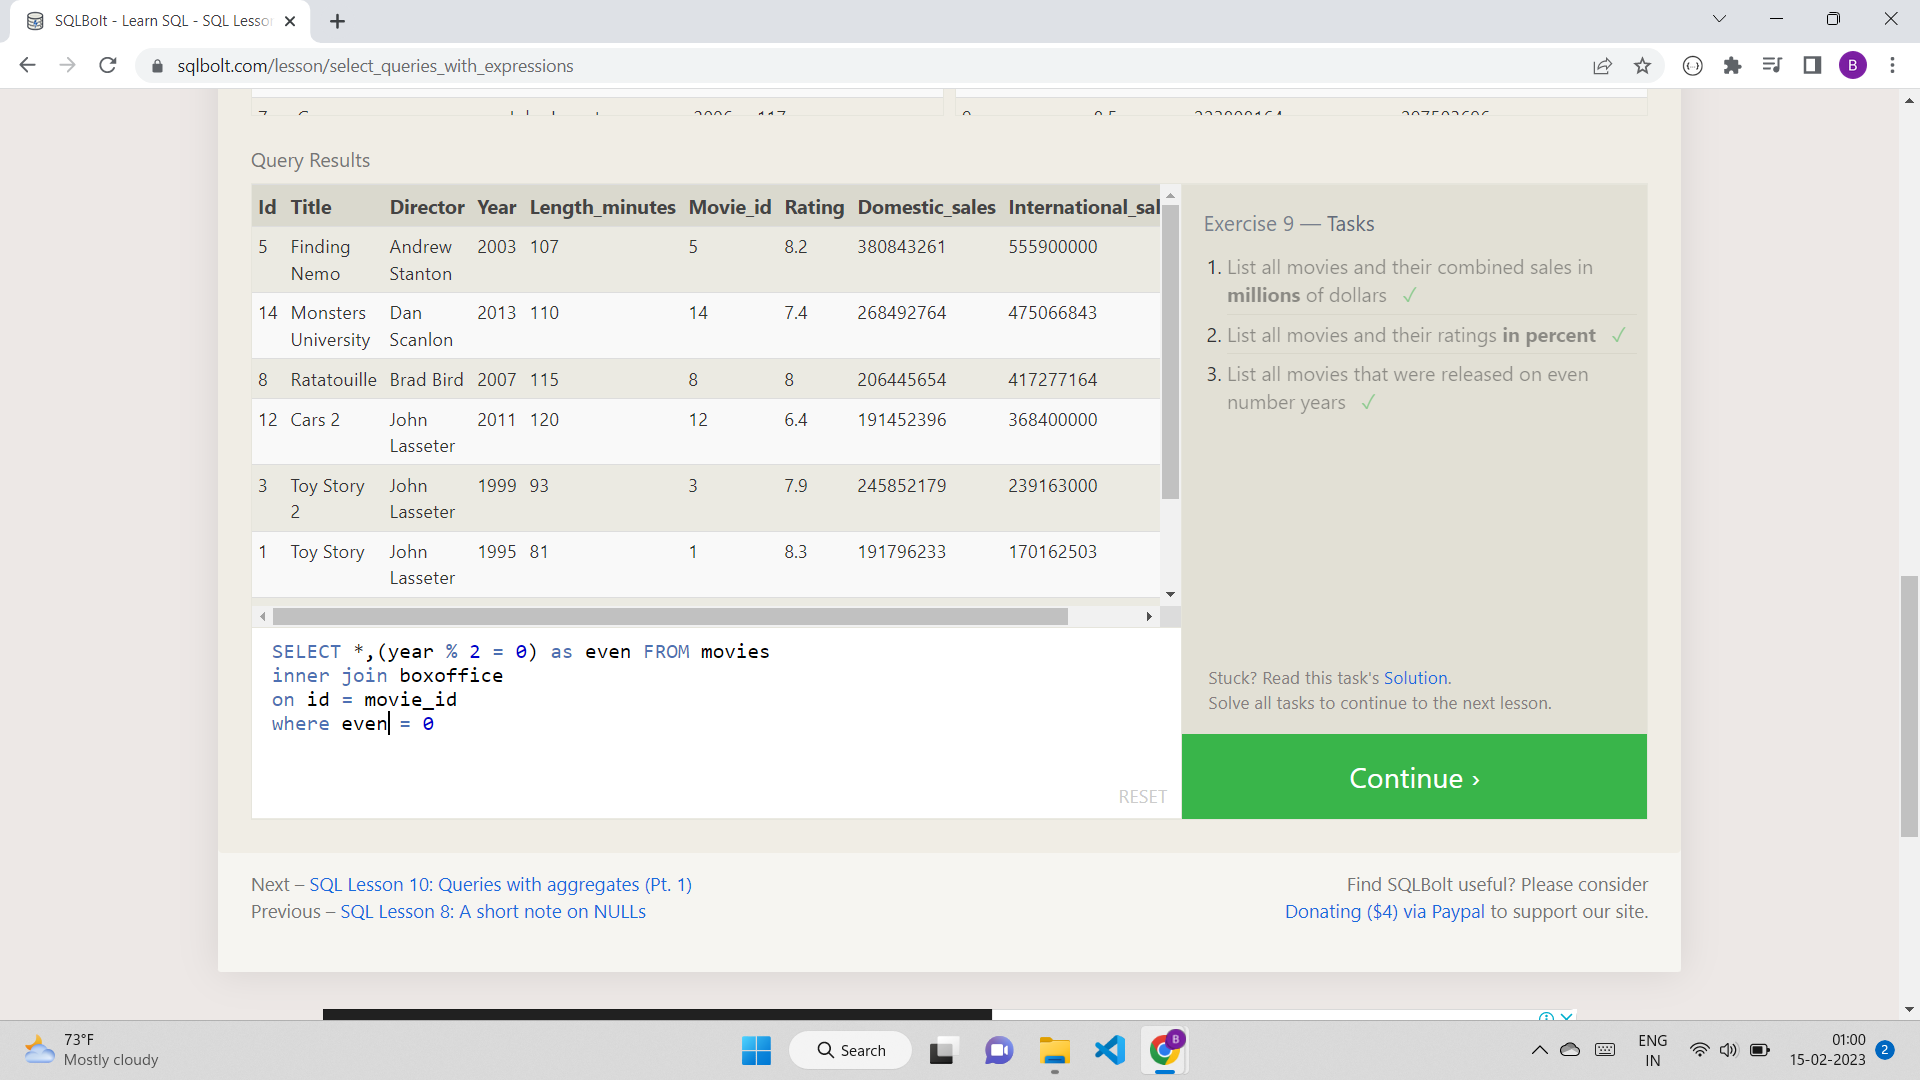 SQLBolt - Learn SQL - SQL Lesson
sqlbolt.com/lesson/select_queries_with_expressions
B
Query Results
Id Title Director Year Length_minutes Movie_id Rating Domestic_sales International_sal
5 Finding Nemo Andrew Stanton 2003 107 5 8.2 380843261 555900000
14 Monsters University Dan Scanlon 2013 110 14 7.4 268492764 475066843
8 Ratatouille Brad Bird 2007 115 8 8 206445654 417277164
12 Cars 2 John Lasseter 2011 120 12 6.4 191452396 368400000
3 Toy Story 2 John Lasseter 1999 93 3 7.9 245852179 239163000
1 Toy Story John Lasseter 1995 81 1 8.3 191796233 170162503
SELECT *,(year % 2 = 0) as even FROM movies
inner join boxoffice
on id = movie_id
where even = 0
RESET
Exercise 9 — Tasks
1. List all movies and their combined sales in
millions of dollars ✓
2. List all movies and their ratings in percent ✓
3. List all movies that were released on even
number years ✓
Stuck? Read this task's Solution.
Solve all tasks to continue to the next lesson.
Continue ›
Next – SQL Lesson 10: Queries with aggregates (Pt. 1)
Previous – SQL Lesson 8: A short note on NULLs
Find SQLBolt useful? Please consider
Donating ($4) via Paypal to support our site.
73°F
Mostly cloudy
Search
B
ENG
IN
01:00
15-02-2023
2